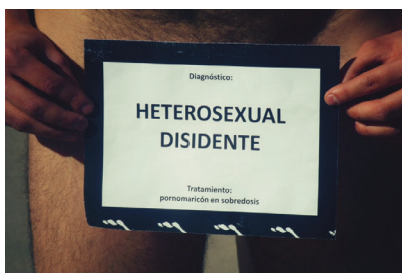 Diagnóstico:
HETEROSEXUAL
DISIDENTE
Tratamiento:
pornomaricón en sobredosis